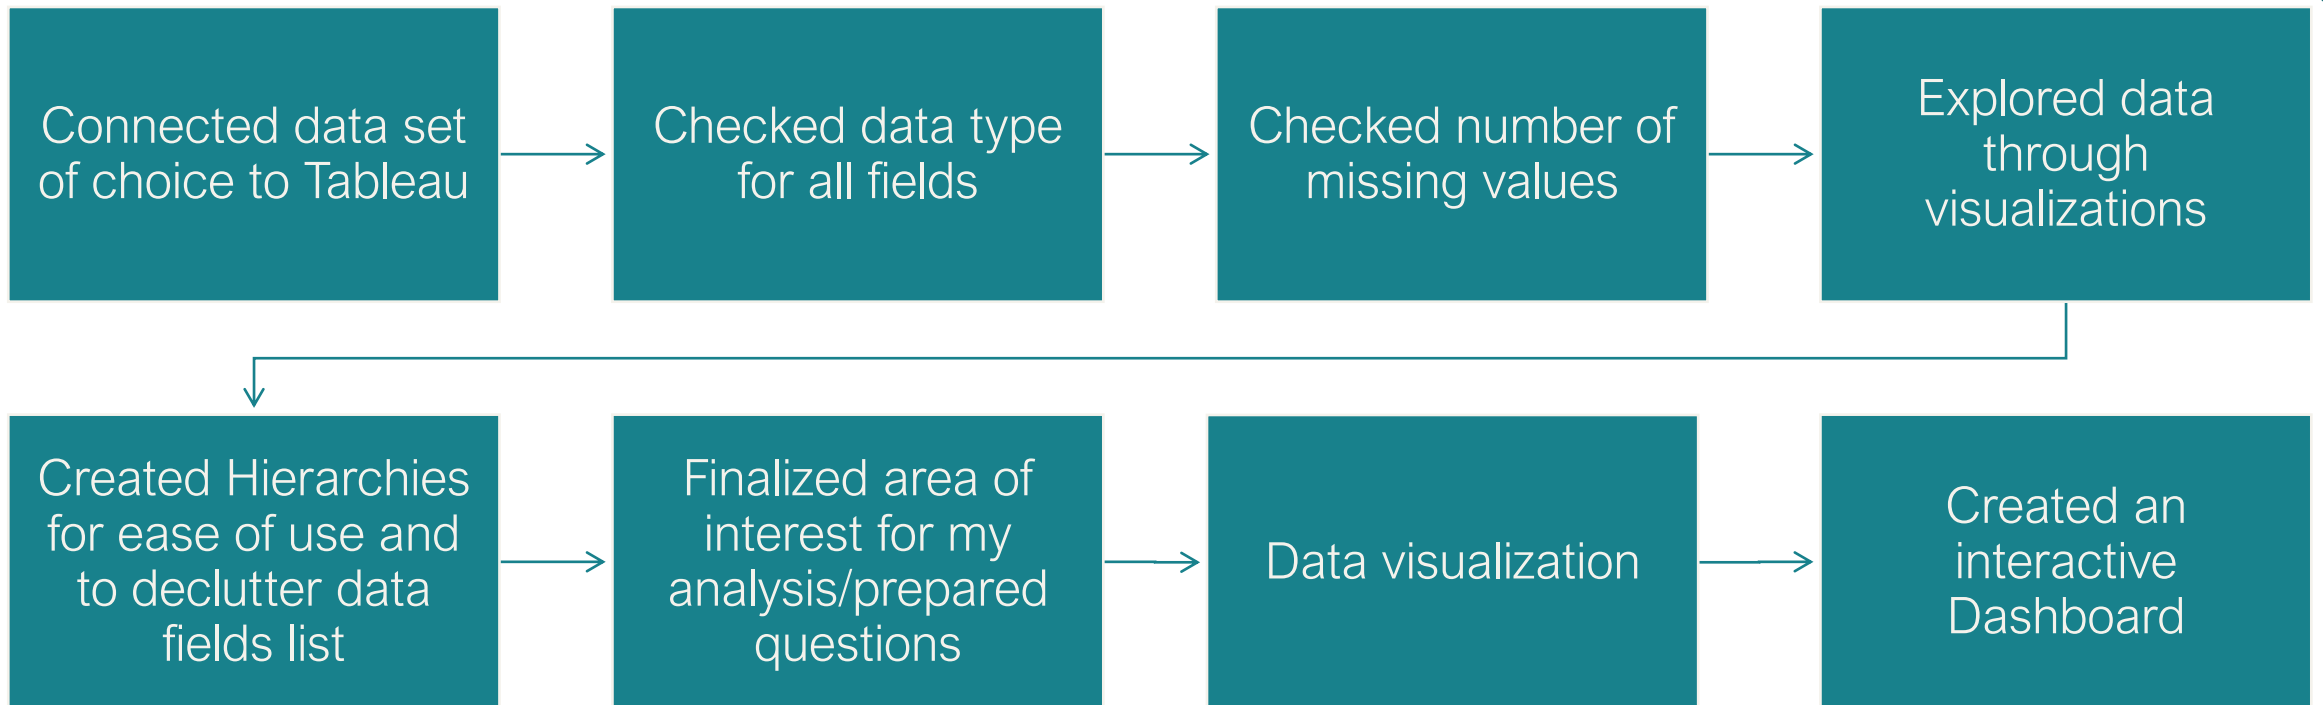 Connected data set
of choice to Tableau
Checked data type
for all fields
Checked number of
missing values
Explored data
through
visualizations
Created Hierarchies
for ease of use and
to declutter data
fields list
Finalized area of
interest for my
analysis/prepared
questions
Data visualization
Created an
interactive
Dashboard